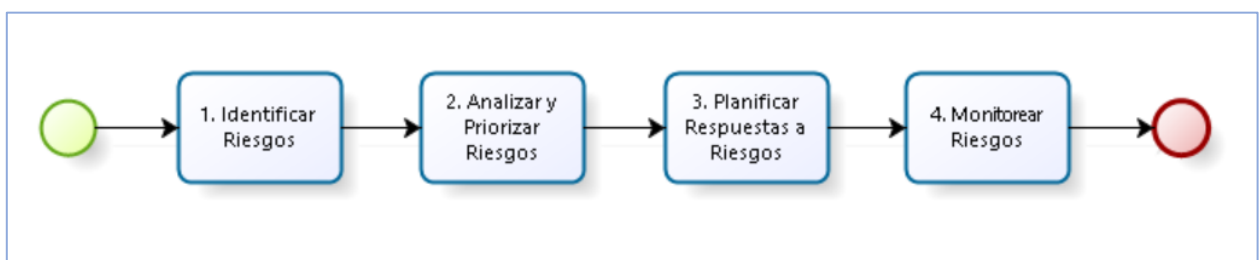 1. Identificar
Riesgos
2. Analizar y
Priorizar
Riesgos
3. Planificar
Respuestas a
Riesgos
4. Monitorear
Riesgos